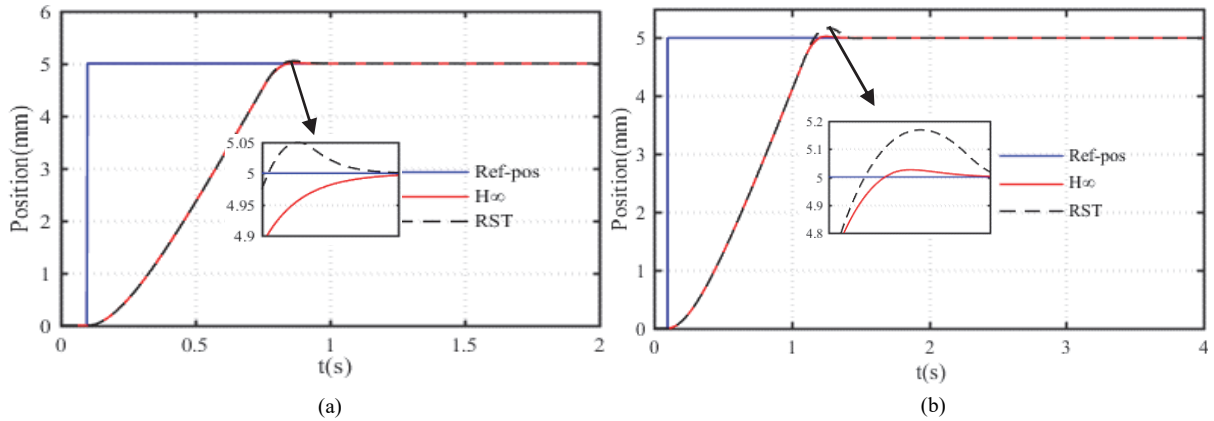 6
5
4
3
2
1
0
Position(mm)
5.05
5
4.95
4.9
Ref-pos
H∞
RST
0 0.5 1 1.5 2
t(s)
(a)
5
4
3
2
1
0
Position(mm)
5.2
5.1
5
4.9
4.8
Ref-pos
H∞
RST
0 1 2 3 4
t(s)
(b)